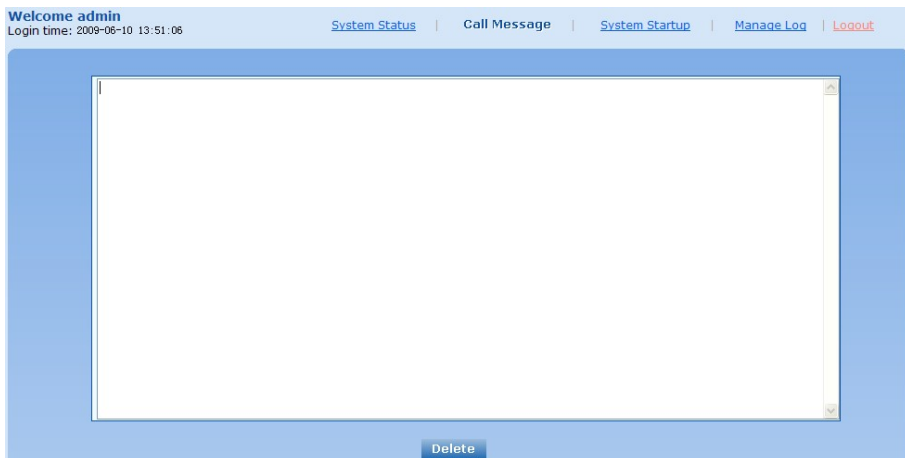 Welcome admin
Login time: 2009-06-10 13:51:06
System Status | Call Message | System Startup | Manage Log | Logout
Delete